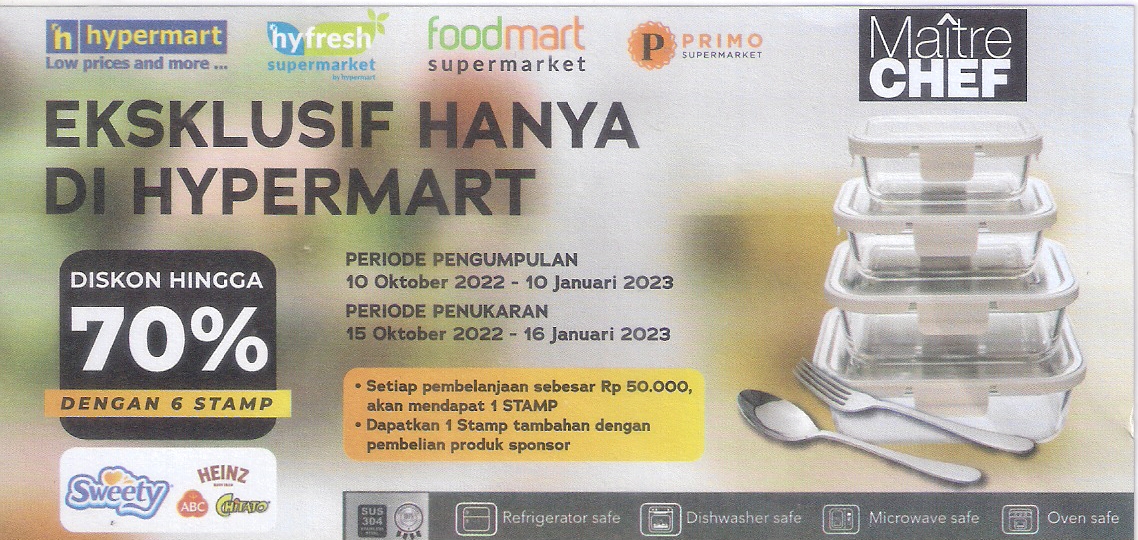 hypermart
Low prices and more ...
hyfresh
supermarket
by hypermart
foodmart
supermarket
P PRIMO
SUPERMARKET
Maître
CHEF
EKSKLUSIF HANYA
DI HYPERMART
DISKON HINGGA
70%
DENGAN 6 STAMP
PERIODE PENGUMPULAN
10 Oktober 2022 - 10 Januari 2023
PERIODE PENUKARAN
15 Oktober 2022 - 16 Januari 2023
• Setiap pembelanjaan sebesar Rp 50.000,
akan mendapat 1 STAMP
• Dapatkan 1 Stamp tambahan dengan
pembelian produk sponsor
Sweety
HEINZ
ABC
CHITATO
SUS
304
Refrigerator safe
Dishwasher safe
Microwave safe
Oven safe